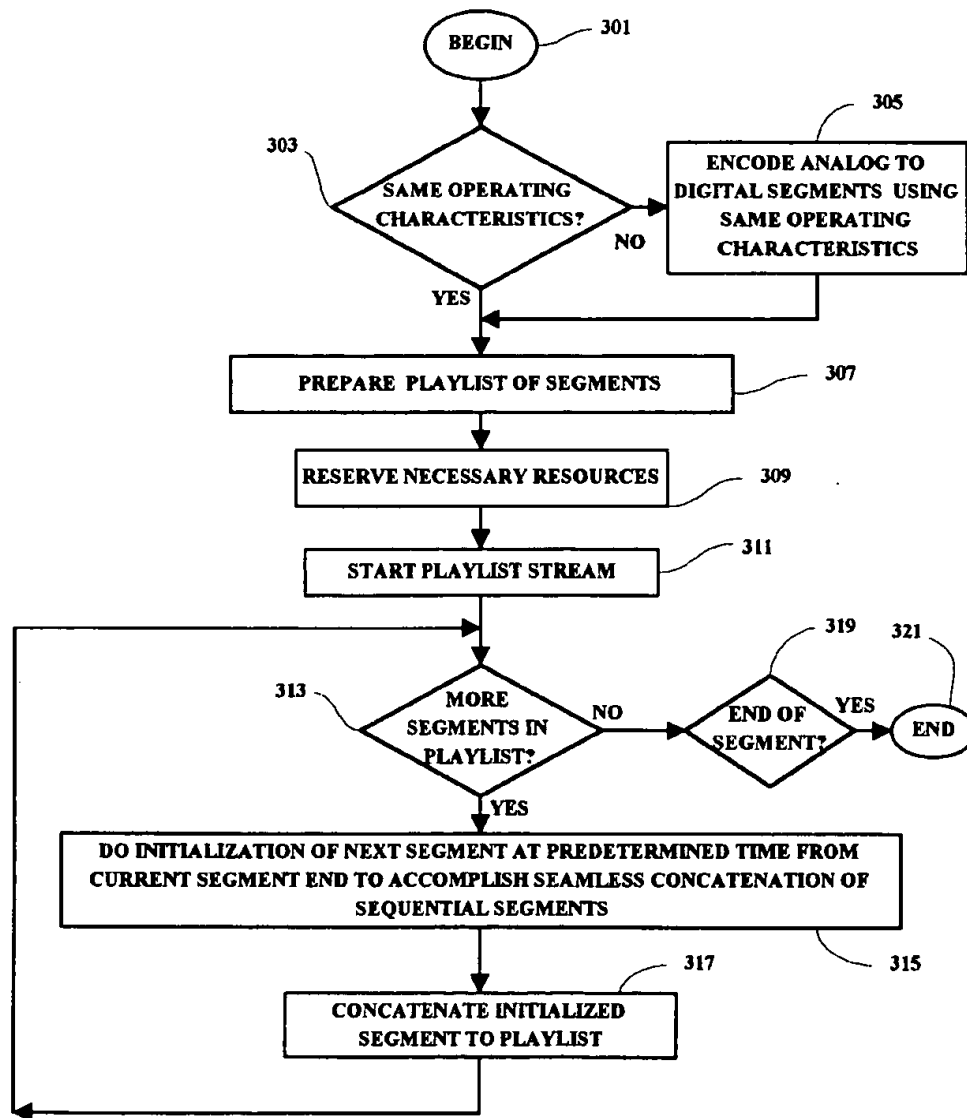 BEGIN
301
303
SAME OPERATING
CHARACTERISTICS?
NO
YES
305
ENCODE ANALOG TO
DIGITAL SEGMENTS USING
SAME OPERATING
CHARACTERISTICS
PREPARE PLAYLIST OF SEGMENTS
307
RESERVE NECESSARY RESOURCES
309
START PLAYLIST STREAM
311
313
MORE
SEGMENTS IN
PLAYLIST?
NO
YES
319
END OF
SEGMENT?
YES
321
END
DO INITIALIZATION OF NEXT SEGMENT AT PREDETERMINED TIME FROM
CURRENT SEGMENT END TO ACCOMPLISH SEAMLESS CONCATENATION OF
SEQUENTIAL SEGMENTS
315
317
CONCATENATE INITIALIZED
SEGMENT TO PLAYLIST